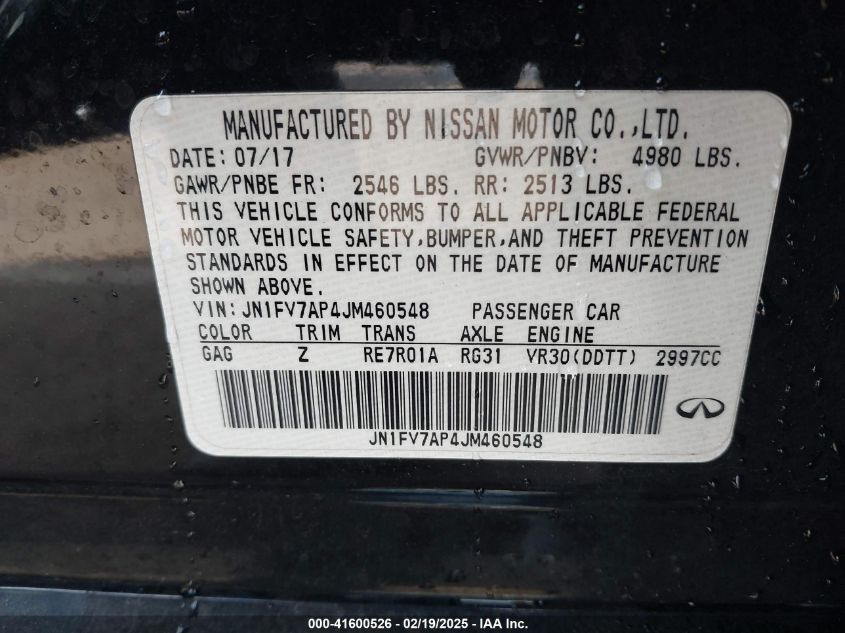 MANUFACTURED BY NISSAN MOTOR CO.,LTD.
DATE: 07/17 GVWR/PNBV: 4980 LBS.
GAWR/PNBE FR: 2546 LBS. RR: 2513 LBS.
THIS VEHICLE CONFORMS TO ALL APPLICABLE FEDERAL
MOTOR VEHICLE SAFETY,BUMPER,AND THEFT PREVENTION
STANDARDS IN EFFECT ON THE DATE OF MANUFACTURE
SHOWN ABOVE.
VIN:JN1FV7AP4JM460548 PASSENGER CAR
COLOR TRIM TRANS AXLE ENGINE
GAG Z RE7R01A RG31 VR30(DDTT) 2997CC
JN1FV7AP4JM460548
000-41600526 - 02/19/2025 - IAAI.com